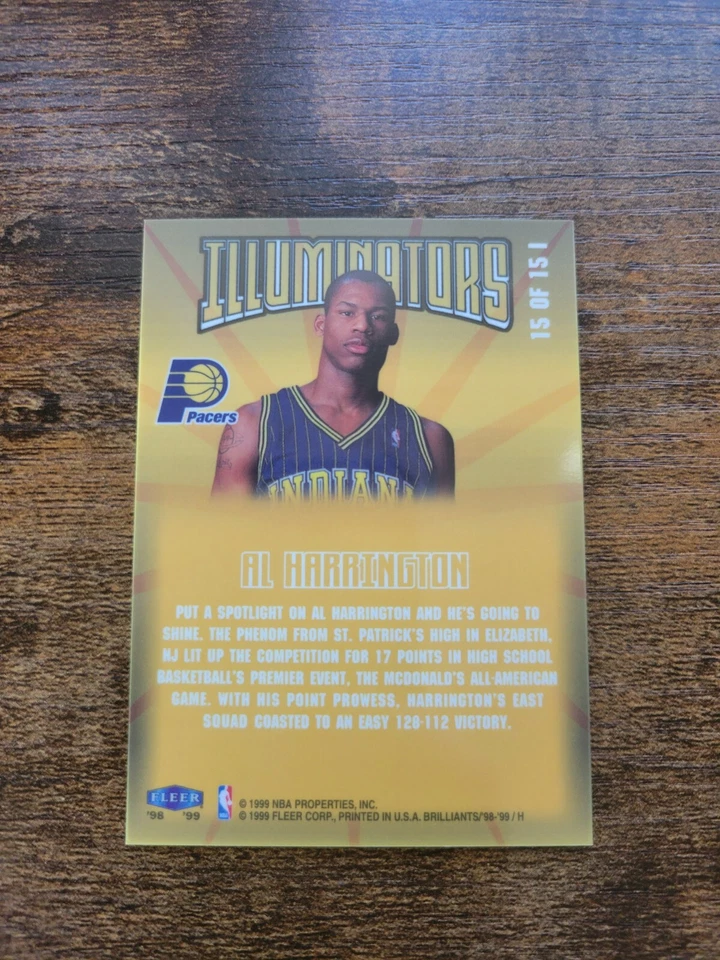 ILLUMINATORS
15 OF 15 I
Pacers
INDIANA
AL HARRINGTON
PUT A SPOTLIGHT ON AL HARRINGTON AND HE'S GOING TO
SHINE. THE PHENOM FROM ST. PATRICK'S HIGH IN ELIZABETH,
NJ LIT UP THE COMPETITION FOR 17 POINTS IN HIGH SCHOOL
BASKETBALL'S PREMIER EVENT, THE MCDONALD'S ALL-AMERICAN
GAME. WITH HIS POINT PROWESS, HARRINGTON'S EAST
SQUAD COASTED TO AN EASY 128-112 VICTORY.
FLEER
'98 '99
© 1999 NBA PROPERTIES, INC.
© 1999 FLEER CORP., PRINTED IN U.S.A. BRILLIANTS/'98-'99 / H